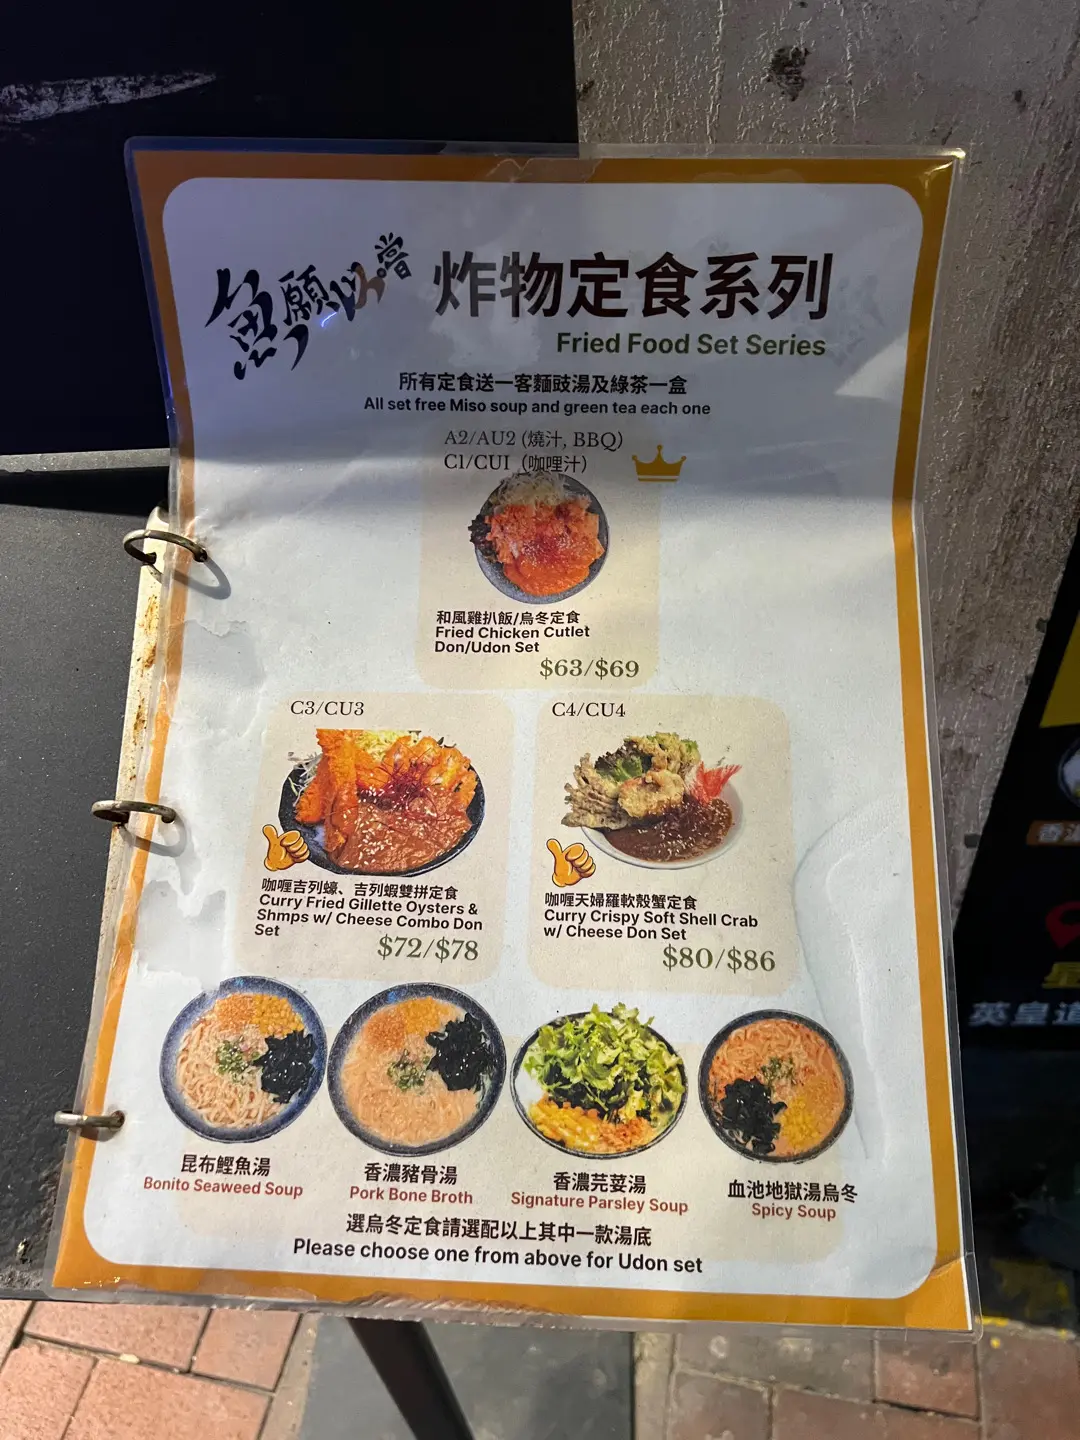 魚願以嘗
炸物定食系列
Fried Food Set Series
所有定食送一客麵豉湯及綠茶一盒
All set free Miso soup and green tea each one
A2/AU2 (燒汁, BBQ)
C1/CU1 (咖哩汁)
和風雞扒飯/烏冬定食
Fried Chicken Cutlet
Don/Udon Set
$63/$69
C3/CU3
咖喱吉列蠔、吉列蝦雙拼定食
Curry Fried Gillette Oysters &
Shmps w/ Cheese Combo Don
Set
$72/$78
C4/CU4
咖喱天婦羅軟殼蟹定食
Curry Crispy Soft Shell Crab
w/ Cheese Don Set
$80/$86
昆布鰹魚湯
Bonito Seaweed Soup
香濃豬骨湯
Pork Bone Broth
香濃芫荽湯
Signature Parsley Soup
血池地獄湯烏冬
Spicy Soup
選烏冬定食請選配以上其中一款湯底
Please choose one from above for Udon set
英皇道